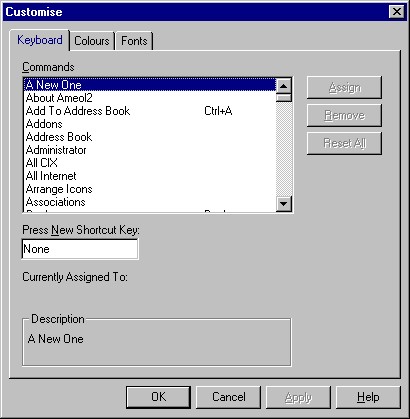 Customise
Keyboard Colours Fonts
Commands
A New One
About Ameol2
Add To Address Book Ctrl+A
Addons
Address Book
Administrator
All CIX
All Internet
Arrange Icons
Associations
Assign
Remove
Reset All
Press New Shortcut Key:
None
Currently Assigned To:
Description
A New One
OK Cancel Apply Help